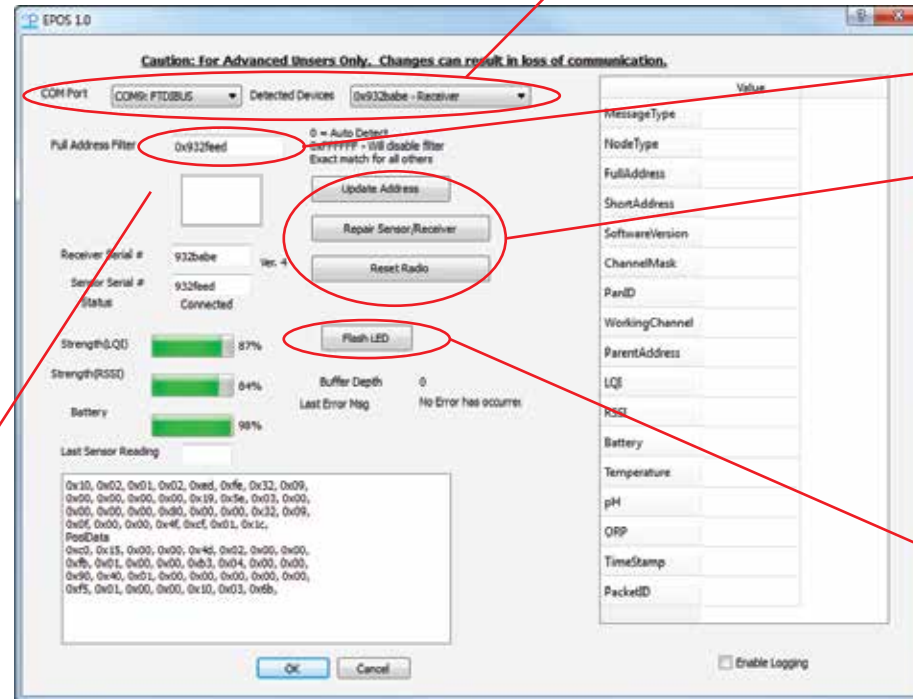 EPOS 1.0
Caution: For Advanced Unsers Only. Changes can result in loss of communication.
COM Port COM9: FTDIBUS Detected Devices 0x932babe - Receiver
Full Address Filter 0x932feed
0 = Auto Detect
0xFFFFFF - Will disable filter
Exact match for all others
Update Address
Repair Sensor/Receiver
Receiver Serial # 932babe Ver. 4
Reset Radio
Sensor Serial # 932feed
Status Connected
Flash LED
Strength(LQI) 87%
Strength(RSSI) 84%
Buffer Depth 0
Last Error Msg No Error has occurre
Battery 98%
Last Sensor Reading
0x10, 0x02, 0x01, 0x02, 0xed, 0xfe, 0x32, 0x09,
0x00, 0x00, 0x00, 0x00, 0x19, 0x5e, 0x03, 0x00,
0x00, 0x00, 0x00, 0x80, 0x00, 0x00, 0x32, 0x09,
0x0f, 0x00, 0x00, 0x4f, 0xcf, 0x01, 0x1c,
PoolData
0xc0, 0x15, 0x00, 0x00, 0x4d, 0x02, 0x00, 0x00,
0xfb, 0x01, 0x00, 0x00, 0xb3, 0x04, 0x00, 0x00,
0x90, 0x40, 0x01, 0x00, 0x00, 0x00, 0x00, 0x00,
0xf5, 0x01, 0x00, 0x00, 0x10, 0x03, 0x6b,
OK Cancel
Value
MessageType
NodeType
FullAddress
ShortAddress
SoftwareVersion
ChannelMask
PanID
WorkingChannel
ParentAddress
LQI
RSSI
Battery
Temperature
pH
ORP
TimeStamp
PacketID
Enable Logging